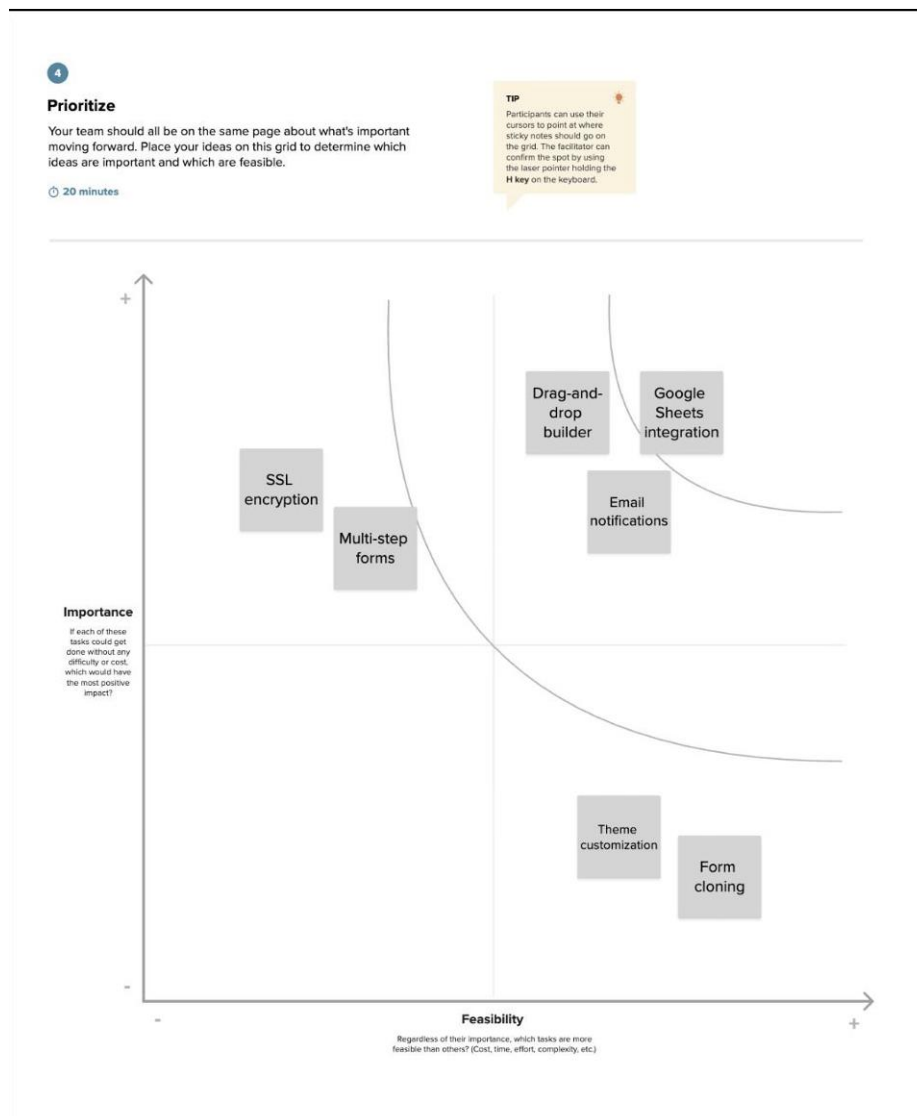 4
Prioritize
Your team should all be on the same page about what's important
moving forward. Place your ideas on this grid to determine which
ideas are important and which are feasible.
20 minutes
TIP
Participants can use their
cursors to point at where
sticky notes should go on
the grid. The facilitator can
confirm the spot by using
the laser pointer holding the
H key on the keyboard.
+
Drag-and-
drop
builder
Google
Sheets
integration
SSL
encryption
Email
notifications
Multi-step
forms
Importance
If each of these
tasks could get
done without any
difficulty or cost,
which would have
the most positive
impact?
Theme
customization
Form
cloning
-
-
Feasibility
+
Regardless of their importance, which tasks are more
feasible than others? (Cost, time, effort, complexity, etc.)